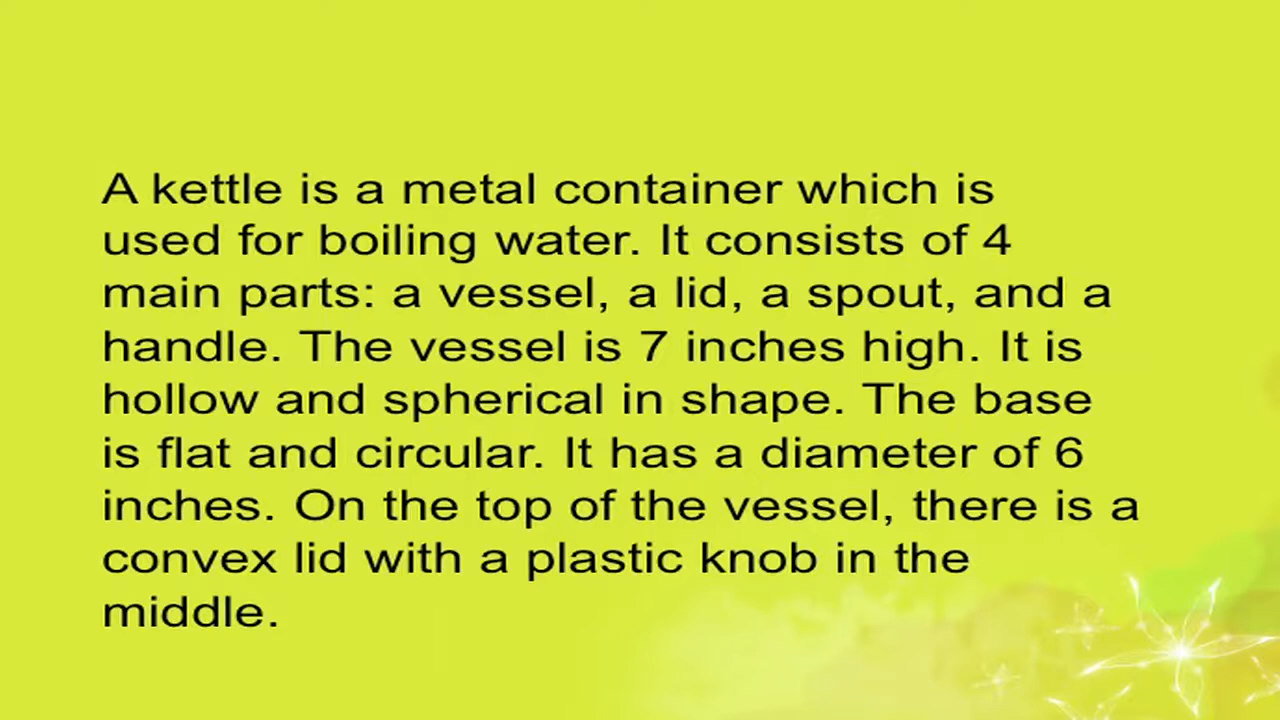 A kettle is a metal container which is
used for boiling water. It consists of 4
main parts: a vessel, a lid, a spout, and a
handle. The vessel is 7 inches high. It is
hollow and spherical in shape. The base
is flat and circular. It has a diameter of 6
inches. On the top of the vessel, there is a
convex lid with a plastic knob in the
middle.